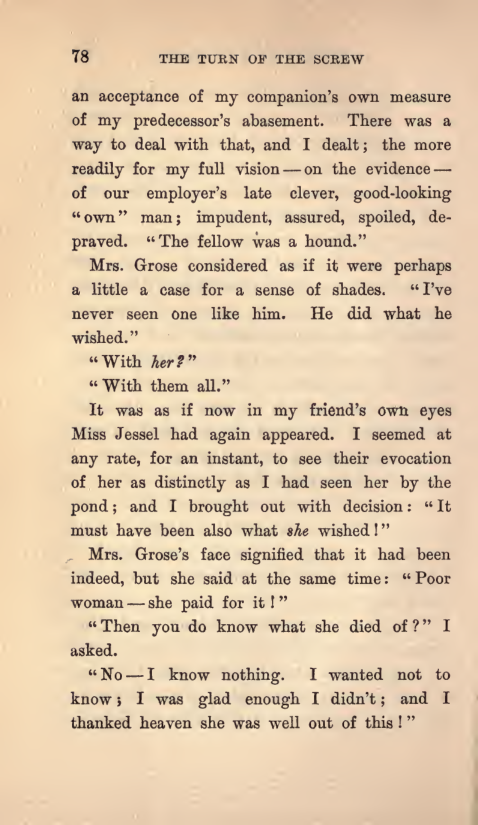 78 THE TURN OF THE SCREW
an acceptance of my companion's own measure
of my predecessor's abasement. There was a
way to deal with that, and I dealt; the more
readily for my full vision — on the evidence —
of our employer's late clever, good-looking
"own" man; impudent, assured, spoiled, de-
praved. "The fellow was a hound."
Mrs. Grose considered as if it were perhaps
a little a case for a sense of shades. "I've
never seen one like him. He did what he
wished."
"With her?"
"With them all."
It was as if now in my friend's own eyes
Miss Jessel had again appeared. I seemed at
any rate, for an instant, to see their evocation
of her as distinctly as I had seen her by the
pond; and I brought out with decision: "It
must have been also what she wished!"
Mrs. Grose's face signified that it had been
indeed, but she said at the same time: "Poor
woman — she paid for it!"
"Then you do know what she died of?" I
asked.
"No — I know nothing. I wanted not to
know; I was glad enough I didn't; and I
thanked heaven she was well out of this!"